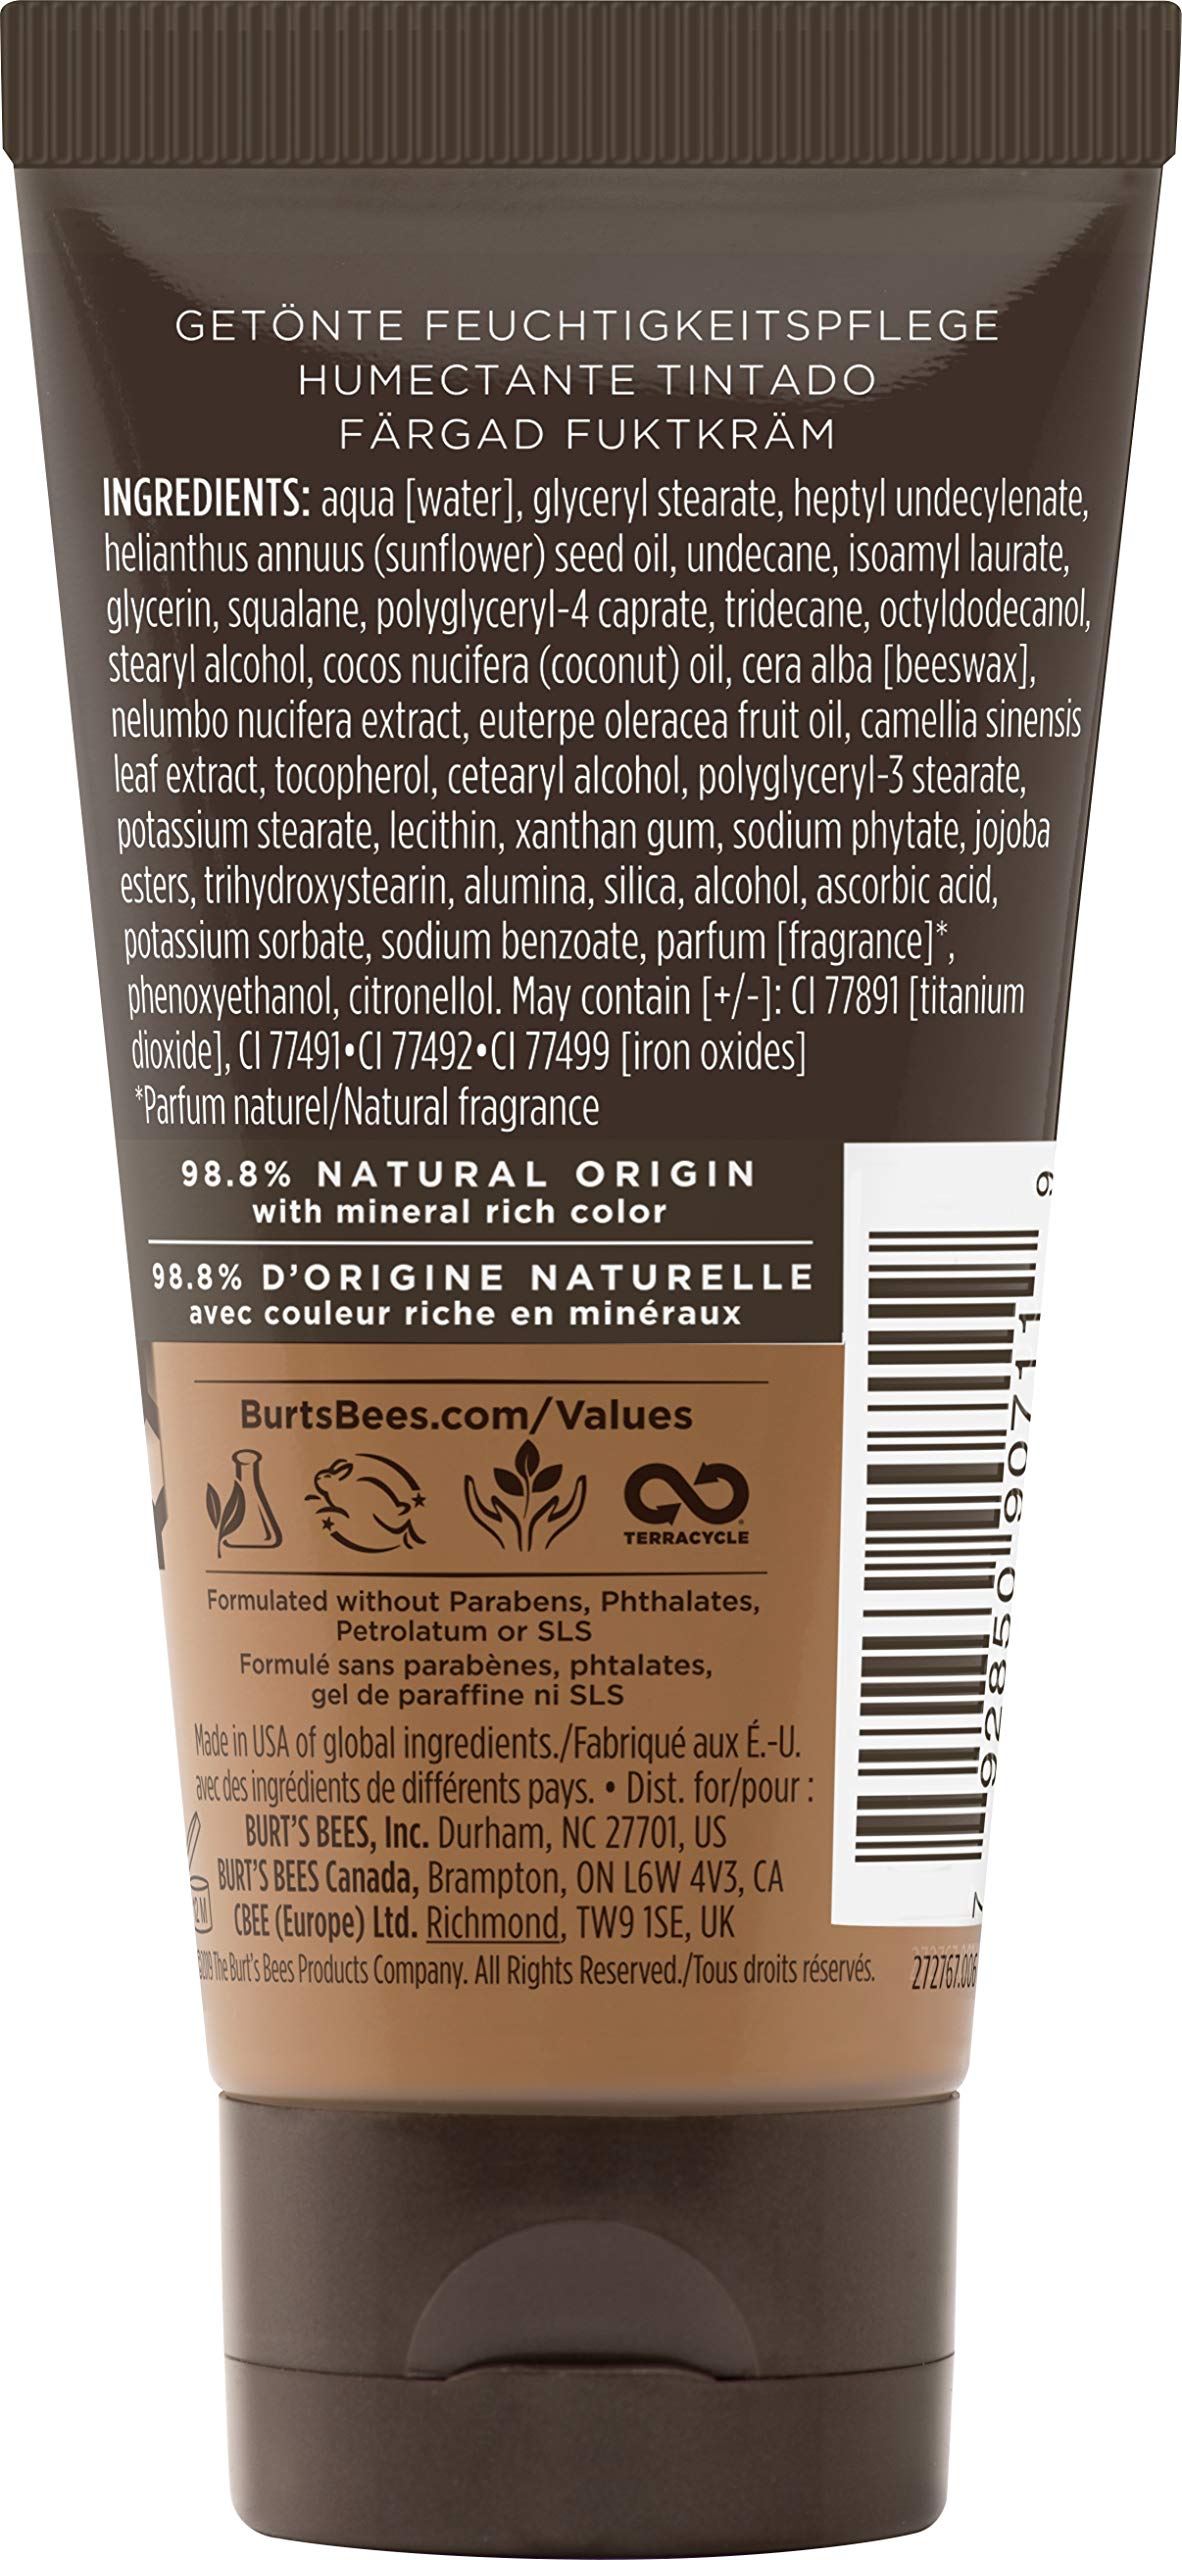 GETÖNTE FEUCHTIGKEITSPFLEGE
HUMECTANTE TINTADO
FÄRGAD FUKTKRÄM
INGREDIENTS: aqua [water], glyceryl stearate, heptyl undecylenate,
helianthus annuus (sunflower) seed oil, undecane, isoamyl laurate,
glycerin, squalane, polyglyceryl-4 caprate, tridecane, octyldodecanol,
stearyl alcohol, cocos nucifera (coconut) oil, cera alba [beeswax],
nelumbo nucifera extract, euterpe oleracea fruit oil, camellia sinensis
leaf extract, tocopherol, cetearyl alcohol, polyglyceryl-3 stearate,
potassium stearate, lecithin, xanthan gum, sodium phytate, jojoba
esters, trihydroxystearin, alumina, silica, alcohol, ascorbic acid,
potassium sorbate, sodium benzoate, parfum [fragrance]*,
phenoxyethanol, citronellol. May contain [+/-]: CI 77891 [titanium
dioxide], CI 77491•CI 77492•CI 77499 [iron oxides]
*Parfum naturel/Natural fragrance
98.8% NATURAL ORIGIN
with mineral rich color
98.8% D'ORIGINE NATURELLE
avec couleur riche en minéraux
BurtsBees.com/Values
TERRACYCLE
Formulated without Parabens, Phthalates,
Petrolatum or SLS
Formulé sans parabènes, phtalates,
gel de paraffine ni SLS
Made in USA of global ingredients./Fabriqué aux É.-U.
avec des ingrédients de différents pays. • Dist. for/pour :
BURT'S BEES, Inc. Durham, NC 27701, US
BURT'S BEES Canada, Brampton, ON L6W 4V3, CA
CBEE (Europe) Ltd. Richmond, TW9 1SE, UK
©2019 The Burt's Bees Products Company. All Rights Reserved./Tous droits réservés.
272767.006
12M
7 92850 90711 9